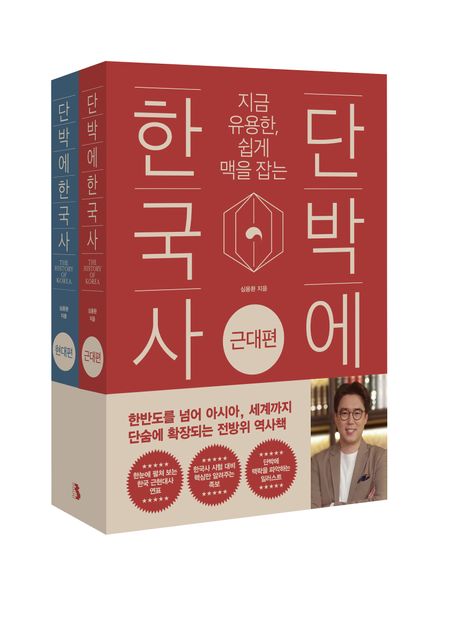 단박에
한국사
지금
유용한,
쉽게
맥을 잡는
심용환 지음
근대편
한반도를 넘어 아시아, 세계까지
단숨에 확장되는 전방위 역사책
★★★★★
한눈에 펼쳐 보는
한국 근현대사
연표
★★★★★
★★★★★
한국사 시험 대비
핵심만 알려주는
족보
★★★★★
★★★★★
단박에
맥락을 파악하는
일러스트
★★★★★
단박에한국사
THE
HISTORY
OF
KOREA
심용환
지음
현대편
단박에한국사
THE
HISTORY
OF
KOREA
심용환
지음
근대편